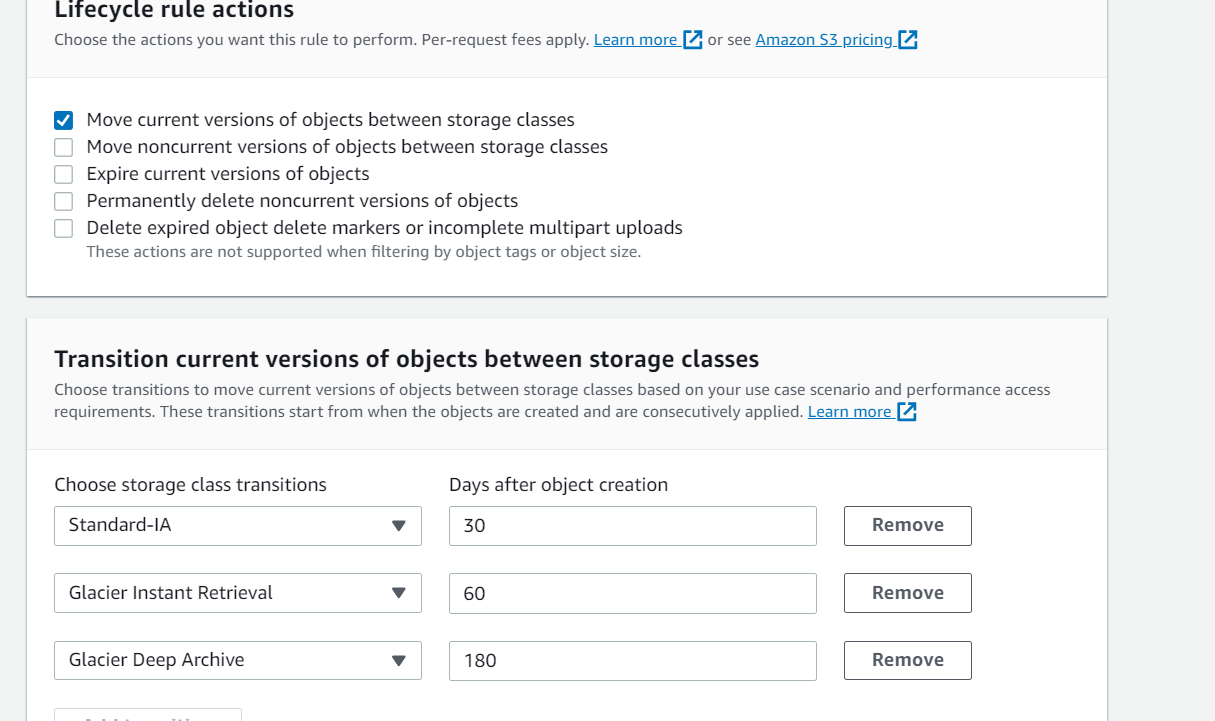 Lifecycle rule actions
Choose the actions you want this rule to perform. Per-request fees apply. Learn more or see Amazon S3 pricing
Move current versions of objects between storage classes
Move noncurrent versions of objects between storage classes
Expire current versions of objects
Permanently delete noncurrent versions of objects
Delete expired object delete markers or incomplete multipart uploads
These actions are not supported when filtering by object tags or object size.
Transition current versions of objects between storage classes
Choose transitions to move current versions of objects between storage classes based on your use case scenario and performance access
requirements. These transitions start from when the objects are created and are consecutively applied. Learn more
Choose storage class transitions Days after object creation
Standard-IA 30 Remove
Glacier Instant Retrieval 60 Remove
Glacier Deep Archive 180 Remove